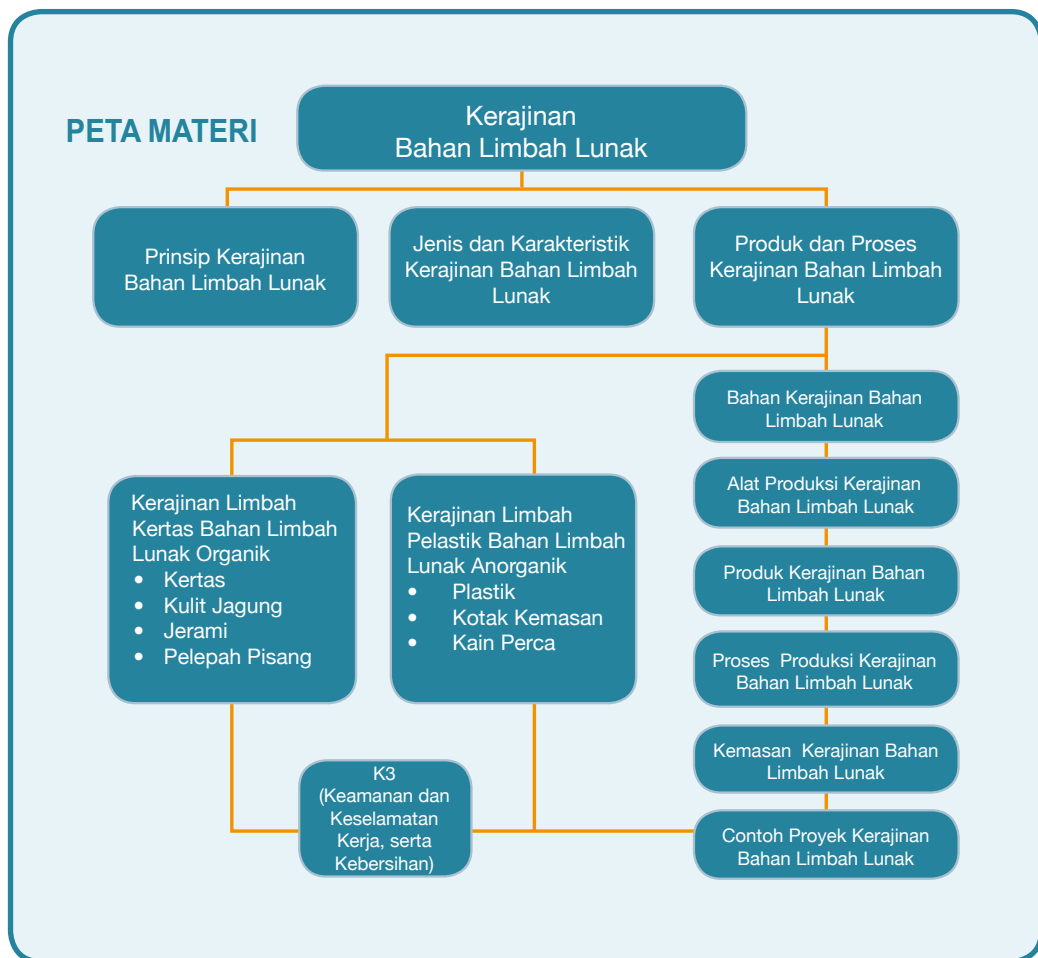 PETA MATERI
Kerajinan
Bahan Limbah Lunak
Prinsip Kerajinan
Bahan Limbah Lunak
Jenis dan Karakteristik
Kerajinan Bahan Limbah
Lunak
Produk dan Proses
Kerajinan Bahan Limbah
Lunak
Kerajinan Limbah
Kertas Bahan Limbah
Lunak Organik
• Kertas
• Kulit Jagung
• Jerami
• Pelepah Pisang
Kerajinan Limbah
Pelastik Bahan Limbah
Lunak Anorganik
• Plastik
• Kotak Kemasan
• Kain Perca
Bahan Kerajinan Bahan
Limbah Lunak
Alat Produksi Kerajinan
Bahan Limbah Lunak
Produk Kerajinan Bahan
Limbah Lunak
Proses Produksi Kerajinan
Bahan Limbah Lunak
Kemasan Kerajinan Bahan
Limbah Lunak
Contoh Proyek Kerajinan
Bahan Limbah Lunak
K3
(Keamanan dan
Keselamatan
Kerja, serta
Kebersihan)